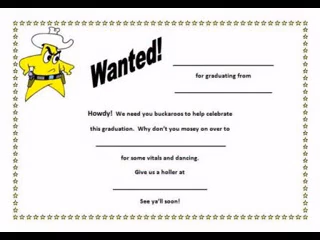 Wanted!
for graduating from
Howdy! We need you buckaroos to help celebrate
this graduation. Why don't you mosey on over to
for some vitals and dancing.
Give us a holler at
See ya'll soon!